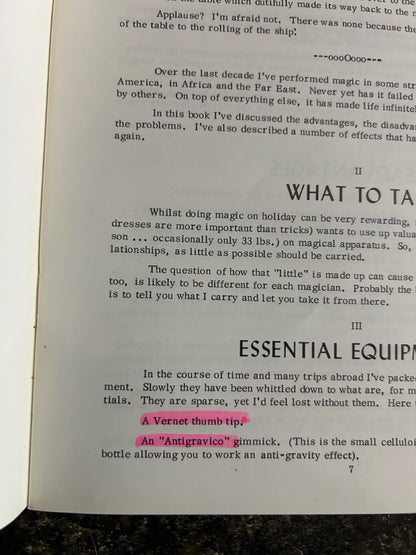 the table which dutifully made its way back to the
Applause? I'm afraid not. There was none because the
of the table to the rolling of the ship!
---oooOooo---
Over the last decade I've performed magic in some
America, in Africa and the Far East. Never yet has it failed
by others. On top of everything else, it has made life
In this book I've discussed the advantages, the
the problems. I've also described a number of effects that
again.
II
WHAT TO
Whilst doing magic on holiday can be very rewarding,
dresses are more important than tricks) wants to use up
son ... occasionally only 33 lbs.) on magical apparatus. So,
lationships, as little as possible should be carried.
The question of how that "little" is made up can cause
too, is likely to be different for each magician. Probably the
is to tell you what I carry and let you take it from there.
III
ESSENTIAL
In the course of time and many trips abroad I've
ment. Slowly they have been whittled down to what are, for
tials. They are sparse, yet I'd feel lost without them. Here
A Vernet thumb tip.
An "Antigravico" gimmick. (This is the small
bottle allowing you to work an anti-gravity effect).
7